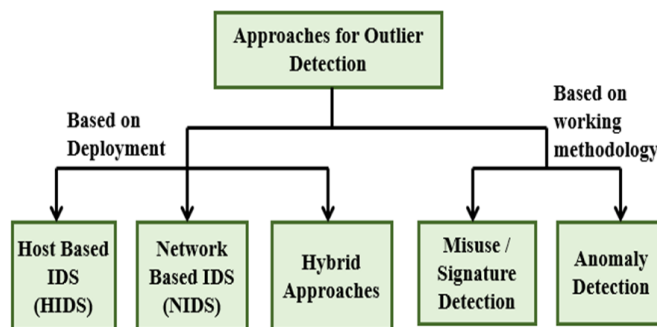 Approaches for Outlier
Detection
Based on
Deployment
Based on
working
methodology
Host Based
IDS
(HIDS)
Network
Based IDS
(NIDS)
Hybrid
Approaches
Misuse /
Signature
Detection
Anomaly
Detection